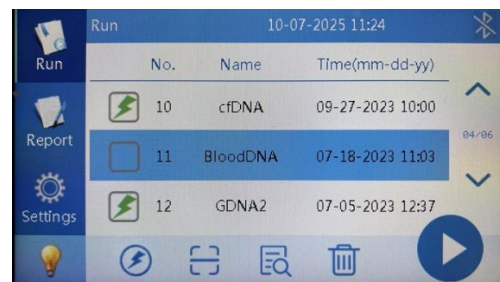 Run 10-07-2025 11:24
Run
No. Name Time(mm-dd-yy)
10 cfDNA 09-27-2023 10:00
Report
04/06
11 BloodDNA 07-18-2023 11:03
Settings
12 GDNA2 07-05-2023 12:37